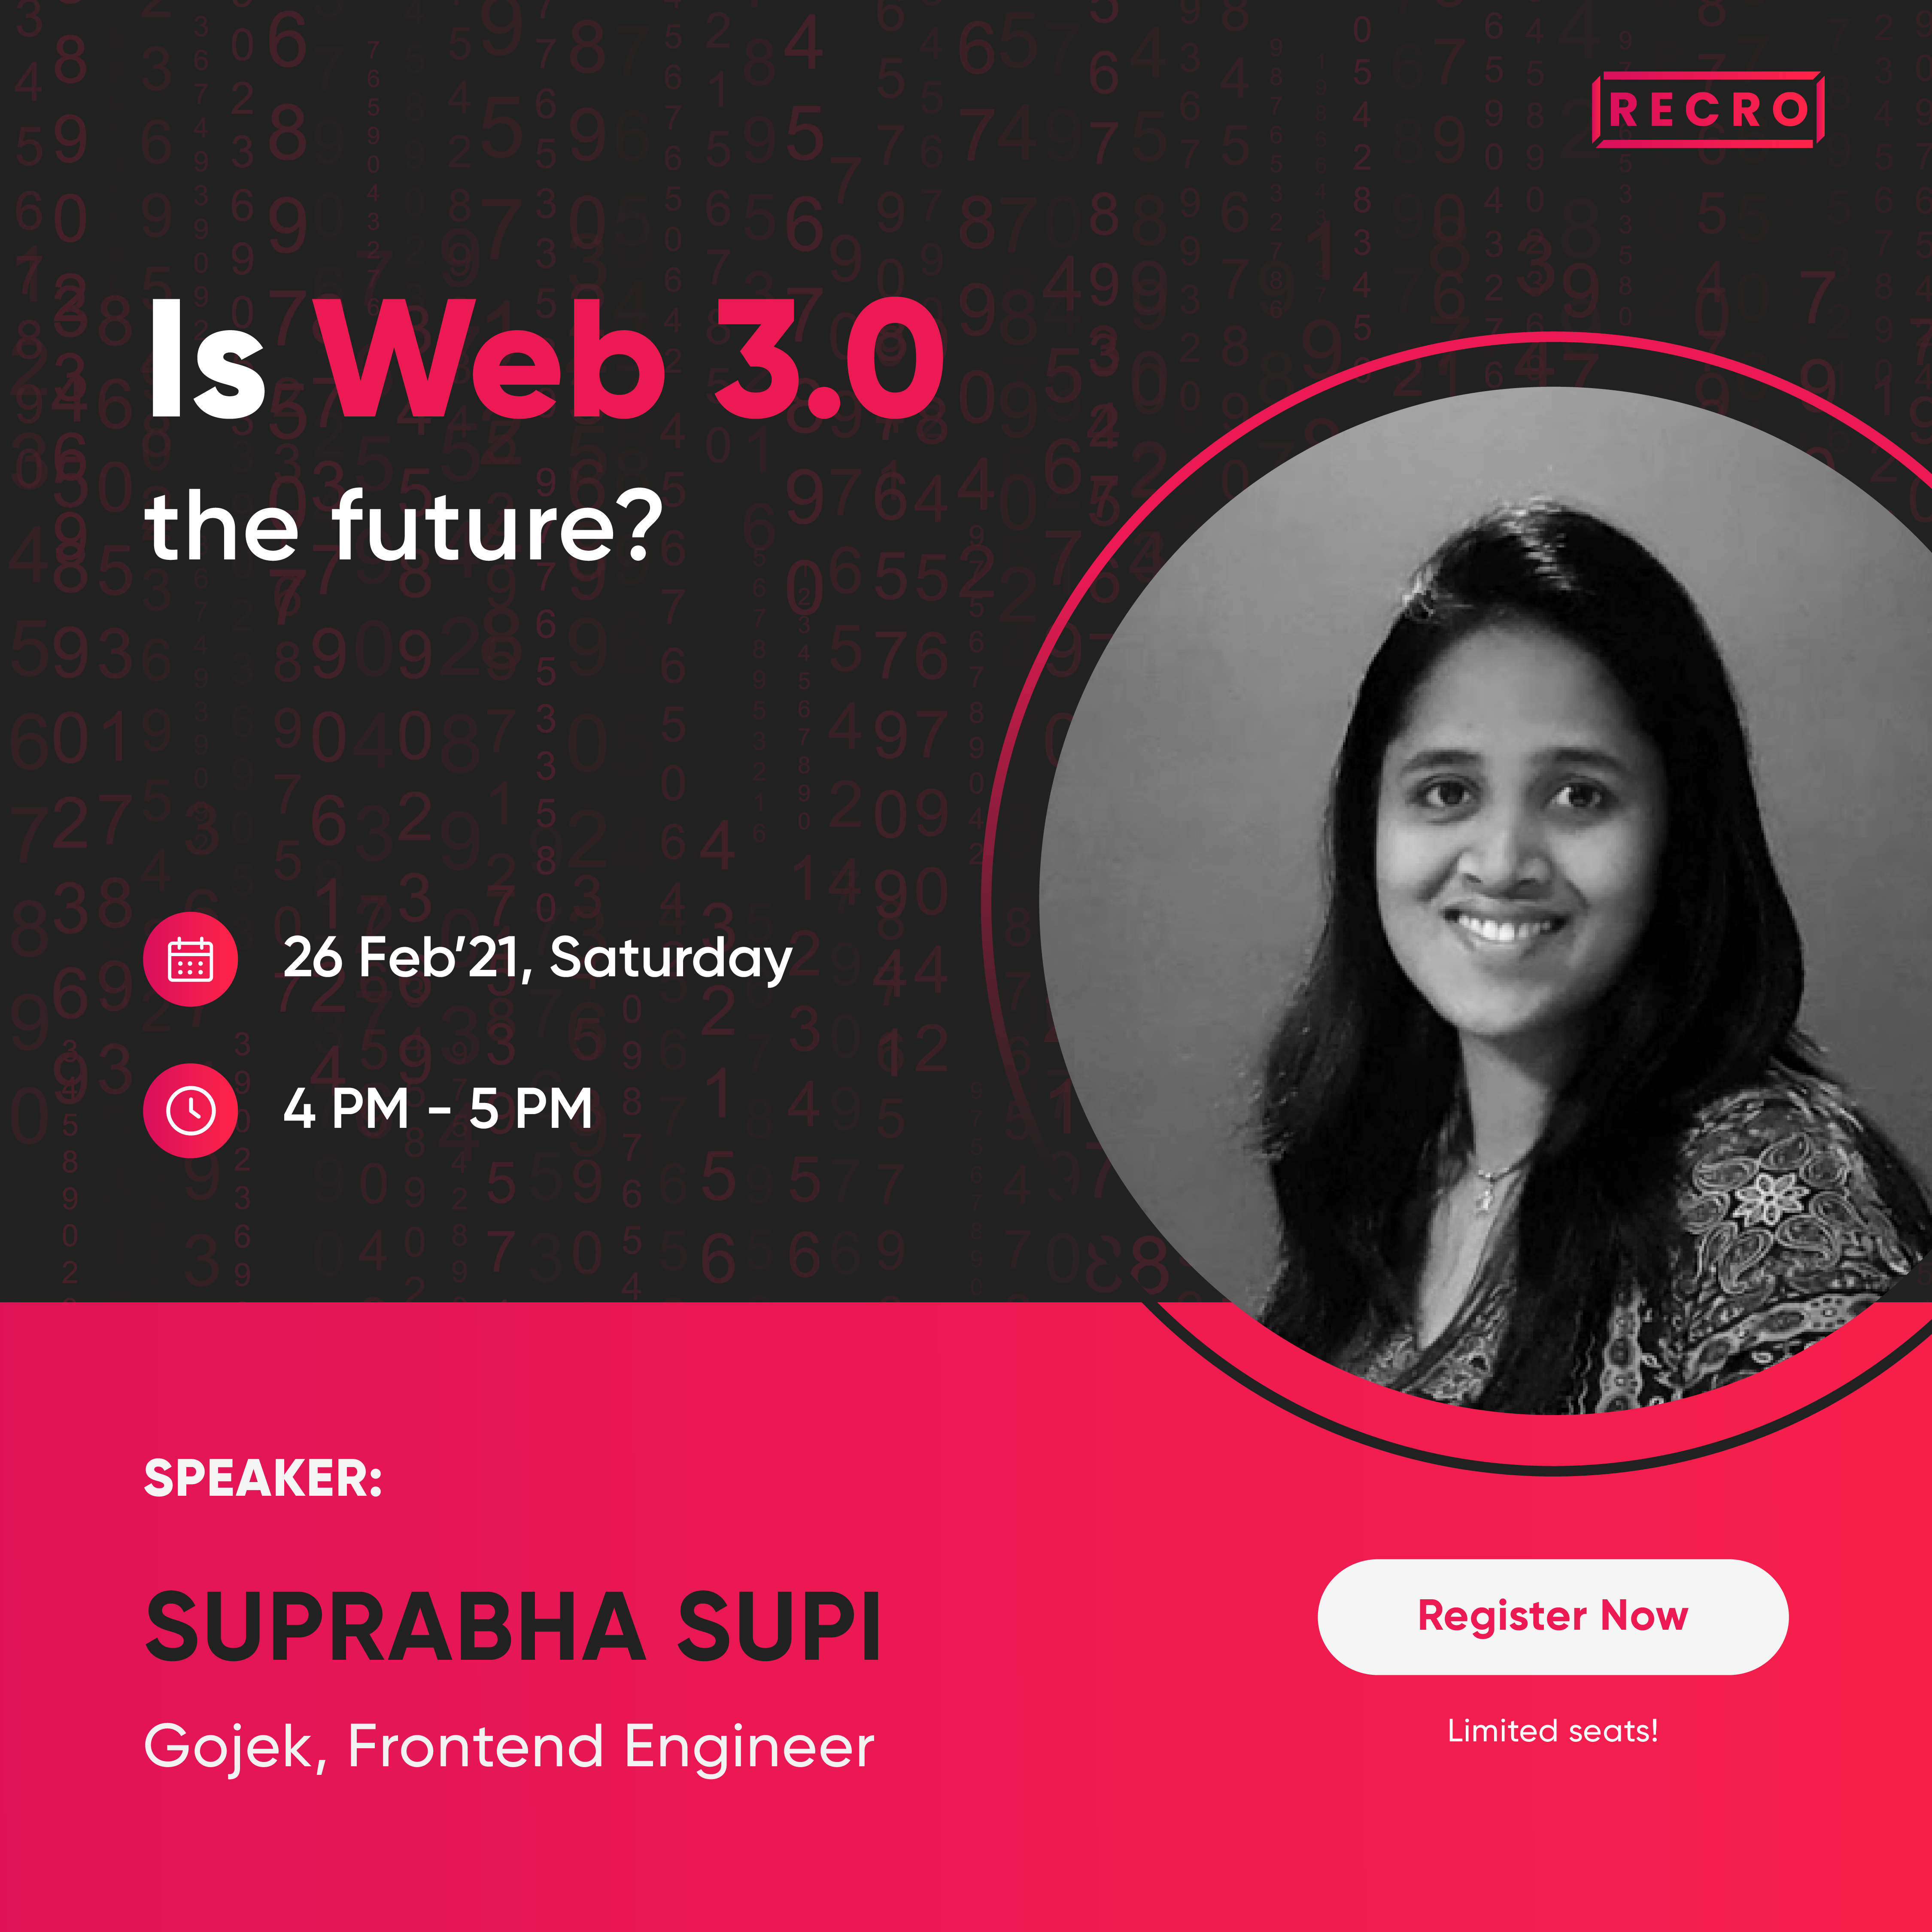 RECRO
Is Web 3.0
the future?
26 Feb’21, Saturday
4 PM - 5 PM
SPEAKER:
SUPRABHA SUPI
Gojek, Frontend Engineer
Register Now
Limited seats!